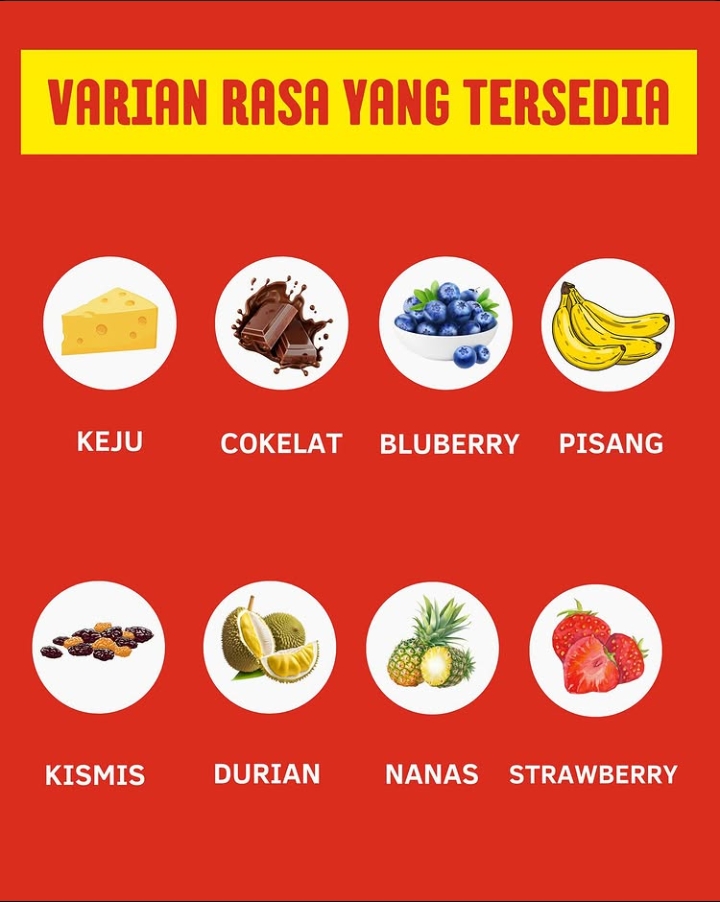 VARIAN RASA YANG TERSEDIA
KEJU COKELAT BLUBERRY PISANG
KISMIS DURIAN NANAS STRAWBERRY